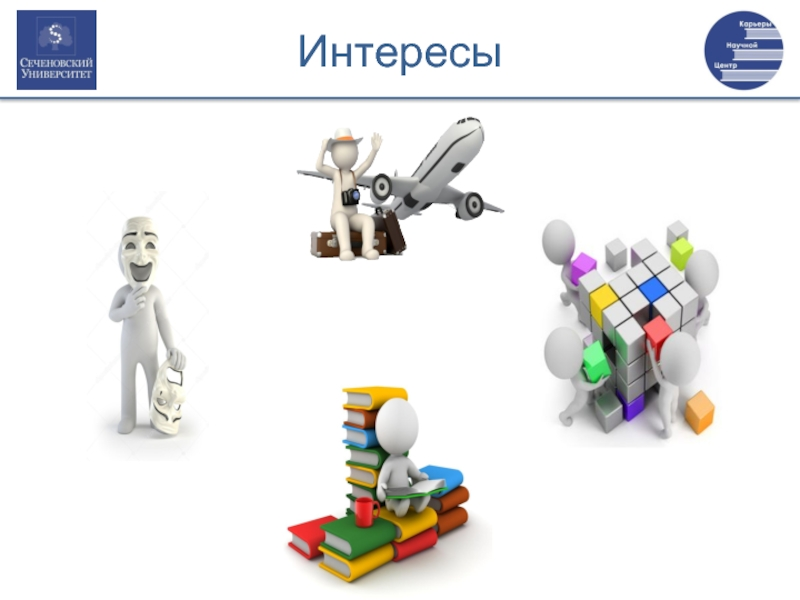 Сеченовский
Университет
Интересы
Карьеры
Научной
Центр